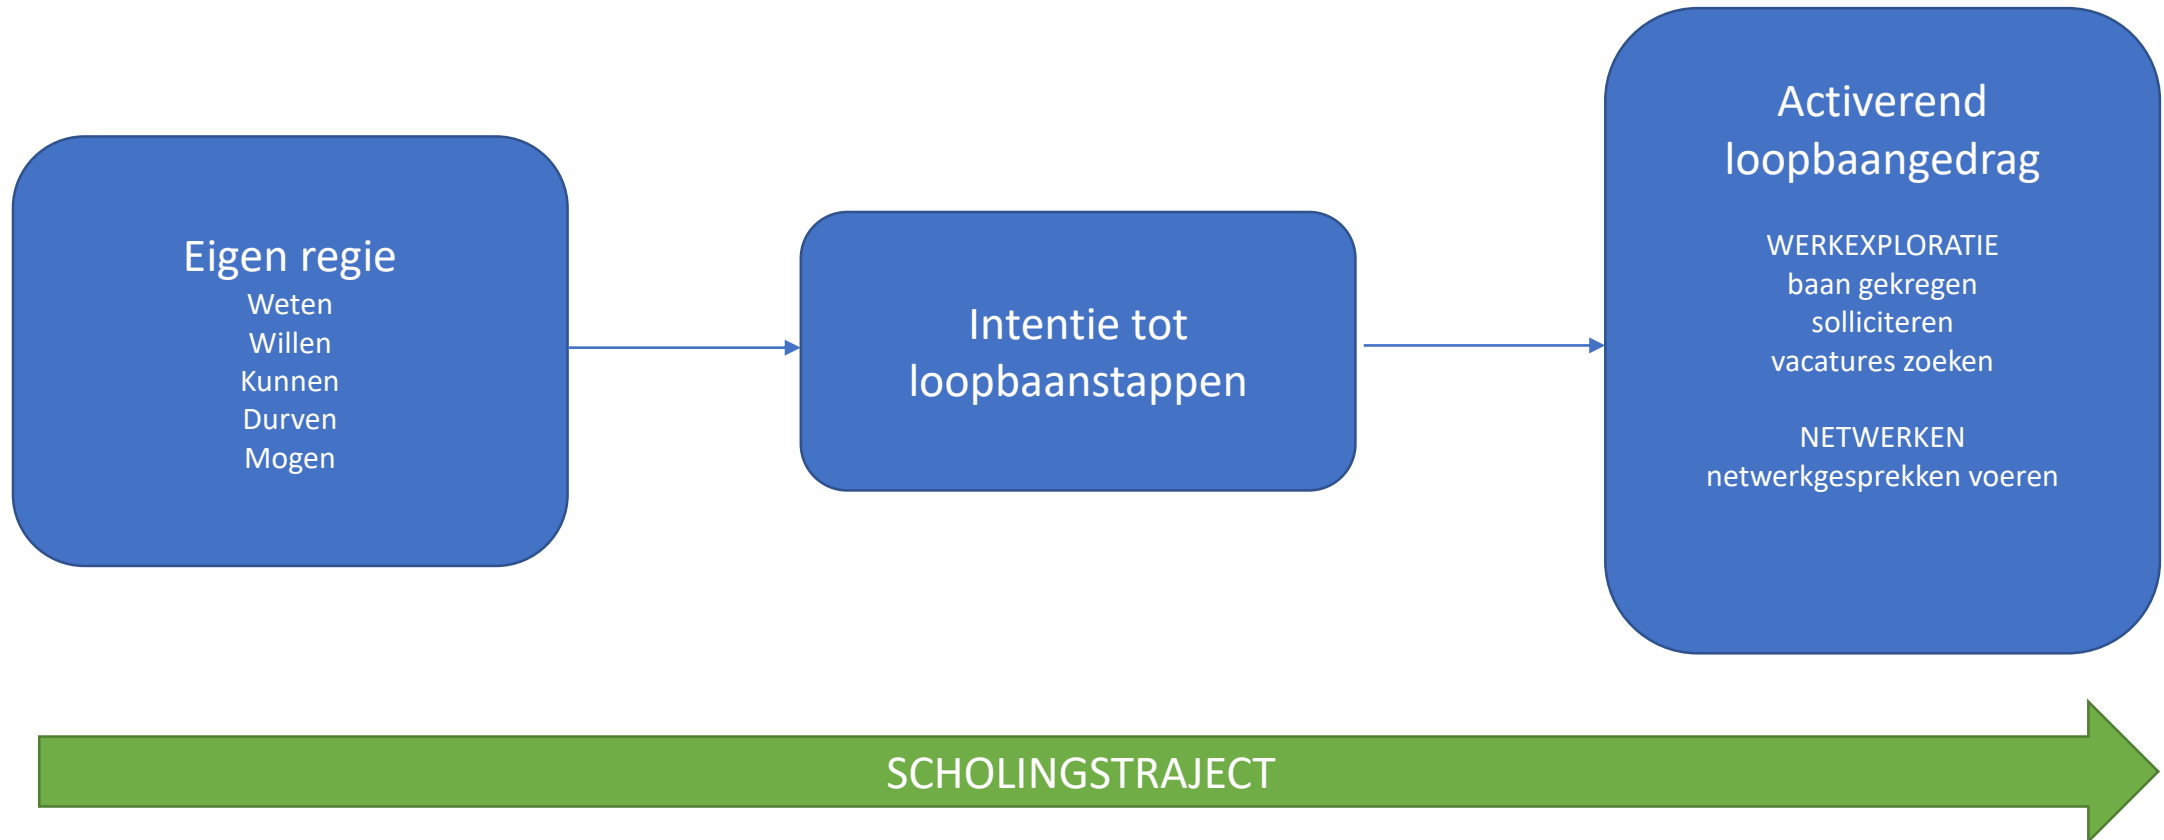 Eigen regie
Weten
Willen
Kunnen
Durven
Mogen
Intentie tot
loopbaanstappen
Activerend
loopbaangedrag
WERKEXPLORATIE
baan gekregen
solliciteren
vacatures zoeken
NETWERKEN
netwerkgesprekken voeren
SCHOLINGSTRAJECT